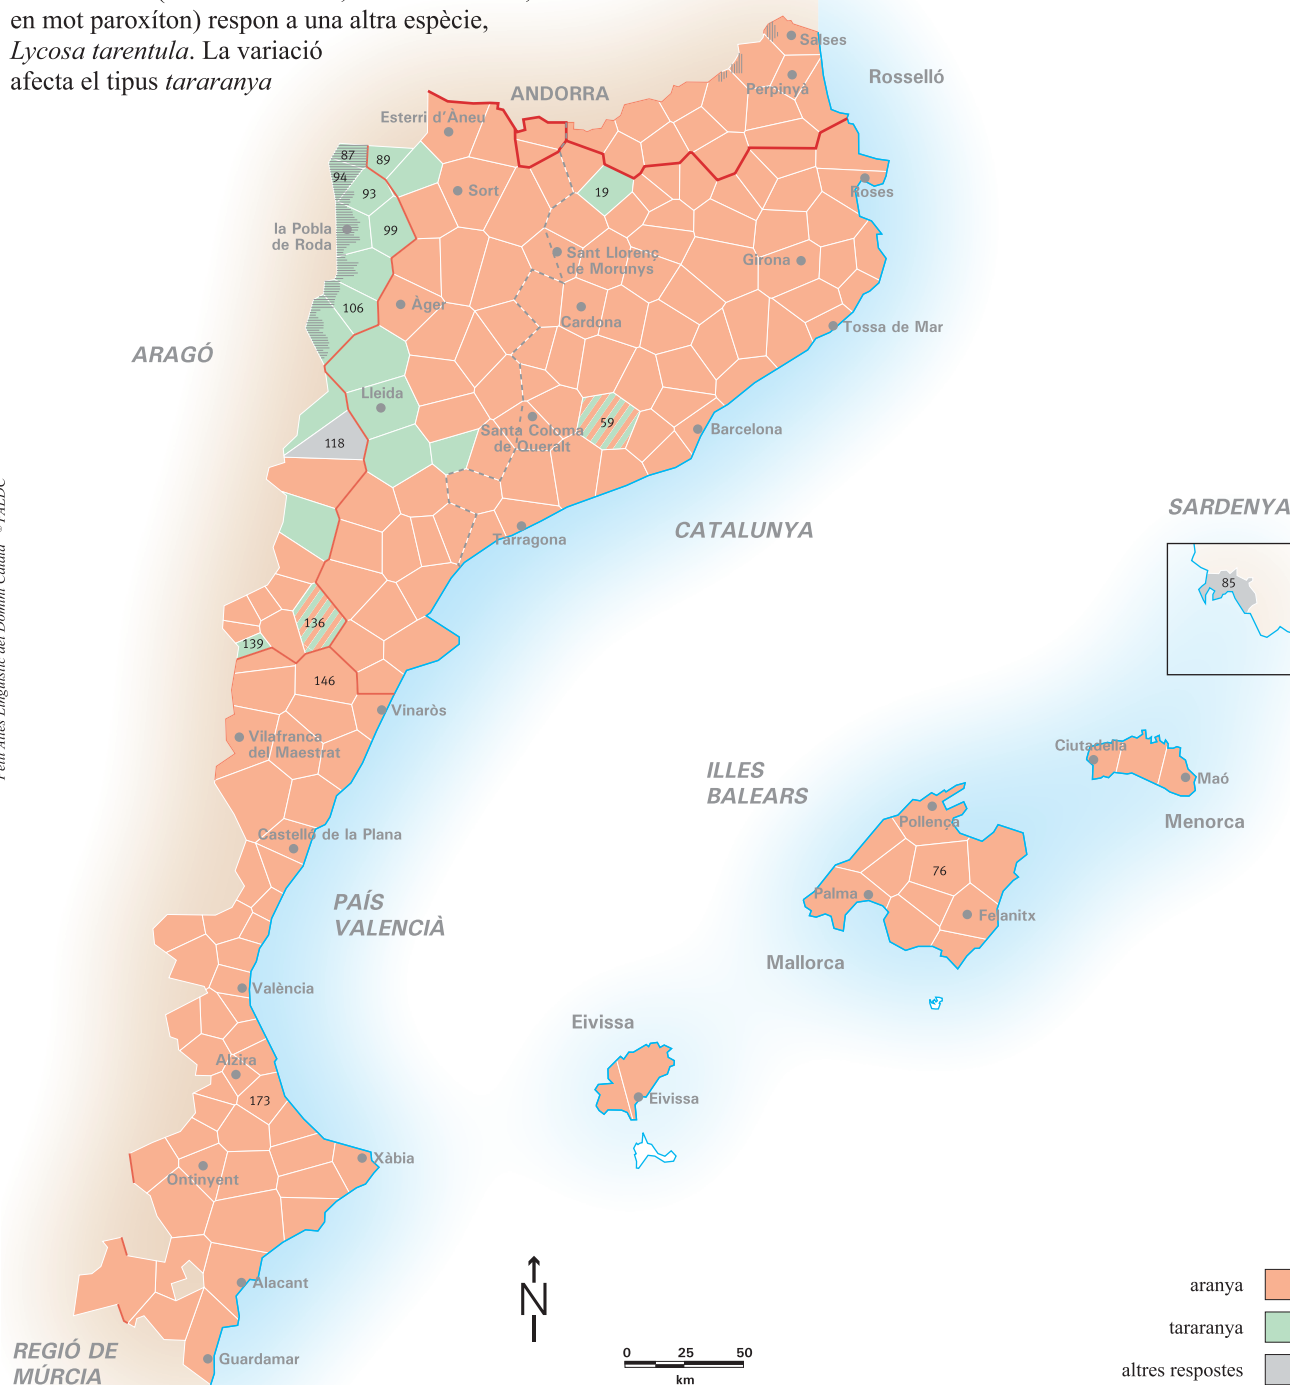 en mot paroxíton) respon a una altra espècie,
Lycosa tarentula. La variació
afecta el tipus tararanya
Salses
Rosselló
Perpinyà
ANDORRA
Esterri d'Àneu
87
89
94
93
Sort
19
Roses
la Pobla
de Roda
99
Sant Llorenç
de Morunys
Girona
106
Àger
Cardona
Tossa de Mar
ARAGÓ
Lleida
59
Santa Coloma
de Queralt
Barcelona
118
SARDENYA
CATALUNYA
Tarragona
85
136
139
146
Vinaròs
Vilafranca
del Maestrat
Ciutadella
Maó
ILLES
BALEARS
Menorca
Pollença
Castelló de la Plana
76
Palma
Felanitx
PAÍS
VALENCIÀ
Mallorca
València
Eivissa
Alzira
173
Eivissa
Xàbia
Ontinyent
Alacant
N
aranya
tararanya
altres respostes
REGIÓ DE
MÚRCIA
Guardamar
0 25 50
km